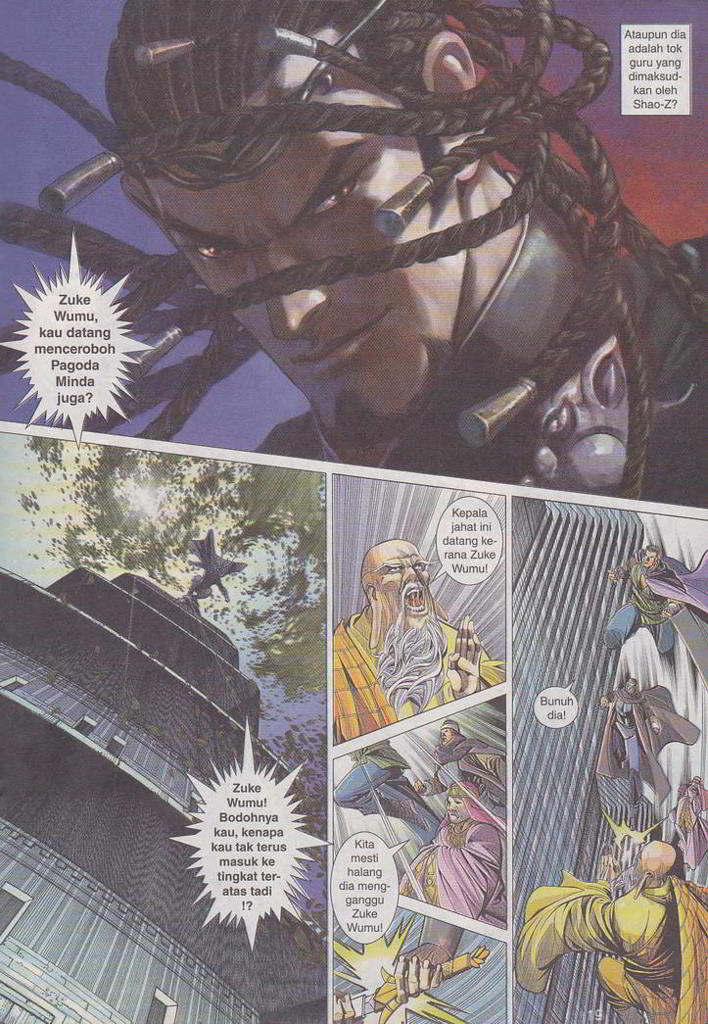 Ataupun dia
adalah tok
guru yang
dimaksud-
kan oleh
Shao-Z?
Zuke
Wumu,
kau datang
menceroboh
Pagoda
Minda
juga?
Zuke
Wumu!
Bodohnya
kau, kenapa
kau tak terus
masuk ke
tingkat ter-
atas tadi
!?
Kepala
jahat ini
datang ke-
rana Zuke
Wumu!
Kita
mesti
halang
dia meng-
ganggu
Zuke
Wumu!
Bunuh
dia!